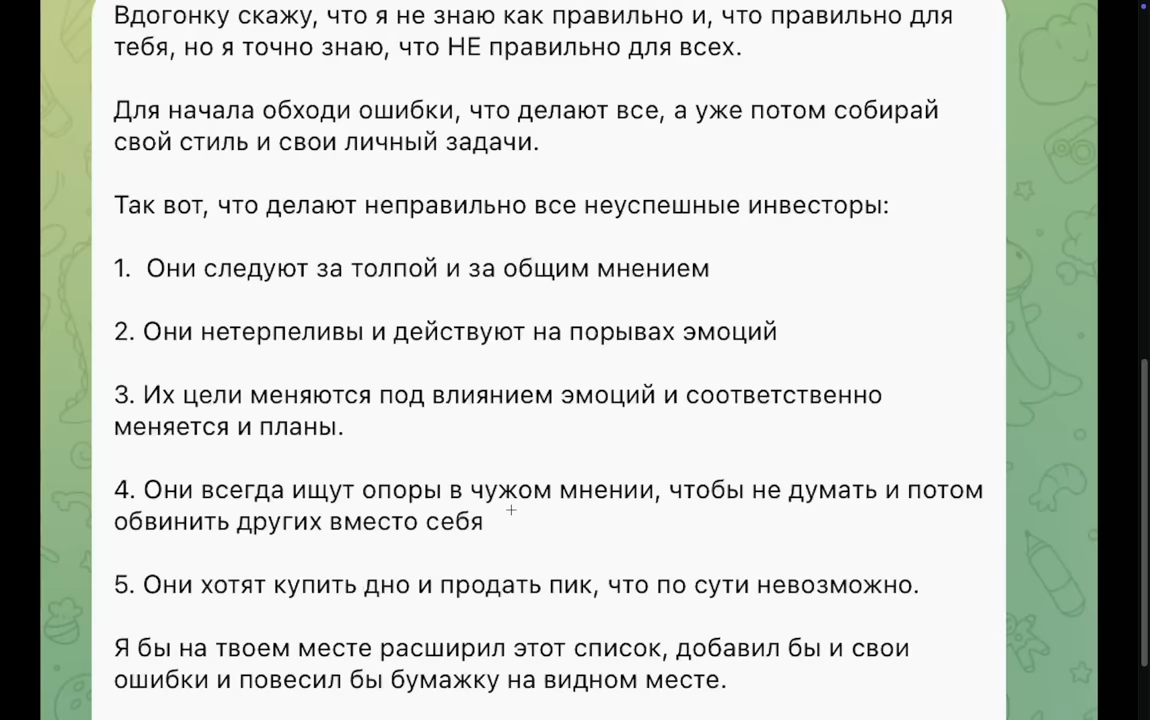 Вдогонку скажу, что я не знаю как правильно и, что правильно для
тебя, но я точно знаю, что НЕ правильно для всех.
Для начала обходи ошибки, что делают все, а уже потом собирай
свой стиль и свои личный задачи.
Так вот, что делают неправильно все неуспешные инвесторы:
1. Они следуют за толпой и за общим мнением
2. Они нетерпеливы и действуют на порывах эмоций
3. Их цели меняются под влиянием эмоций и соответственно
меняется и планы.
4. Они всегда ищут опоры в чужом мнении, чтобы не думать и потом
обвинить других вместо себя
5. Они хотят купить дно и продать пик, что по сути невозможно.
Я бы на твоем месте расширил этот список, добавил бы и свои
ошибки и повесил бы бумажку на видном месте.